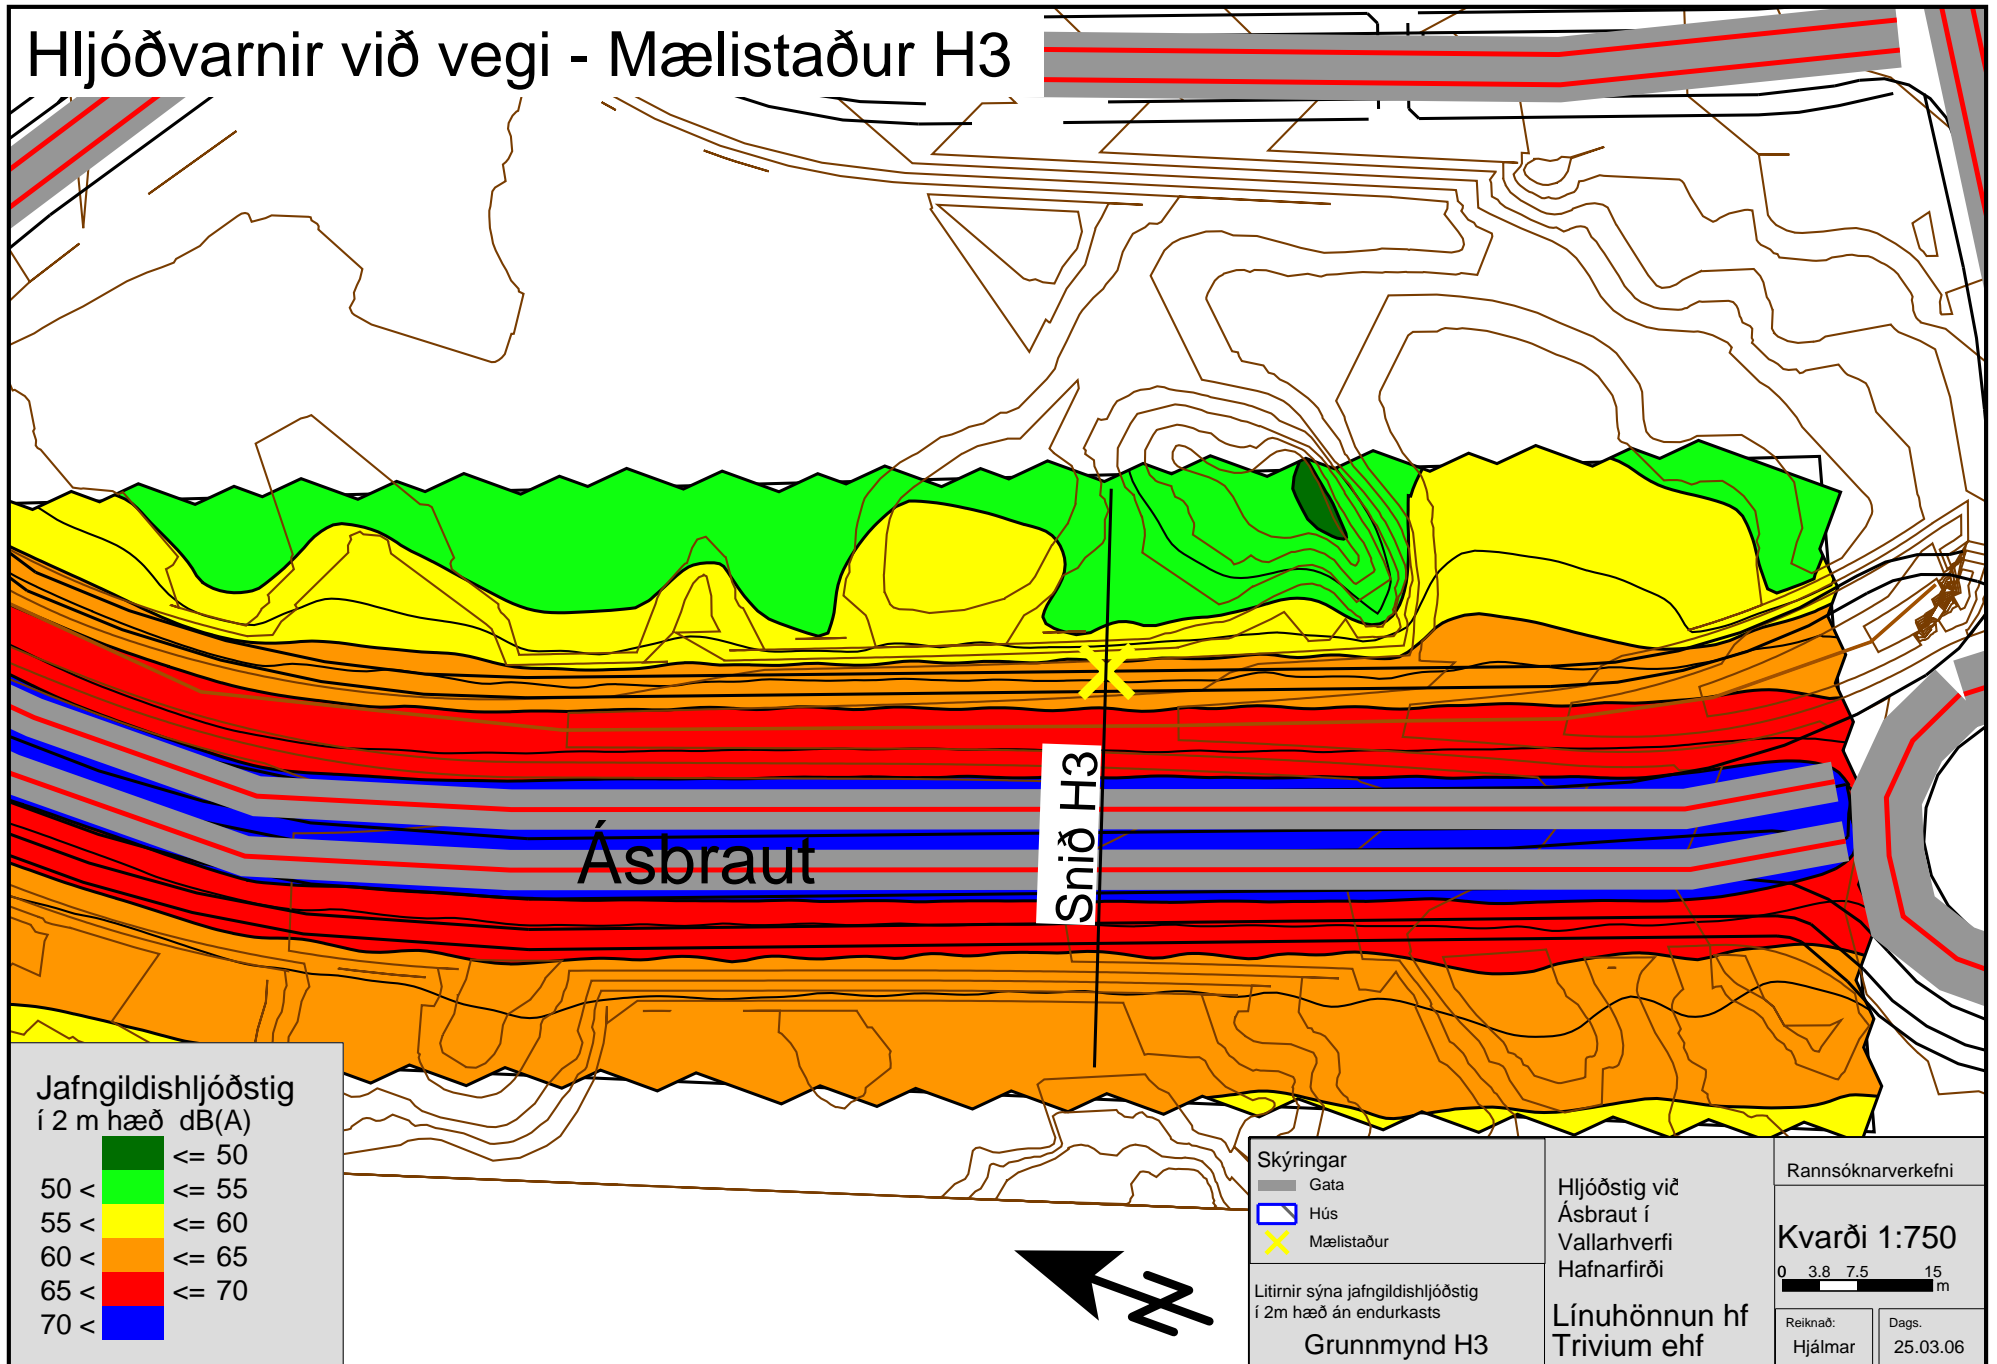 Hljóðvarnir við vegi - Mælistaður H3
Ásbraut
Snið H3
Jafngildishljóðstig
í 2 m hæð dB(A)
<= 50
50 < <= 55
55 < <= 60
60 < <= 65
65 < <= 70
70 <
Skýringar
Gata
Hús
Mælistaður
Litirnir sýna jafngildishljóðstig
í 2m hæð án endurkasts
Grunnmynd H3
Hljóðstig við
Ásbraut í
Vallarhverfi
Hafnarfirði
Línuhönnun hf
Trivium ehf
Rannsóknarverkefni
Kvarði 1:750
0 3.8 7.5 15
m
Reiknað:
Hjálmar
Dags.
25.03.06
N